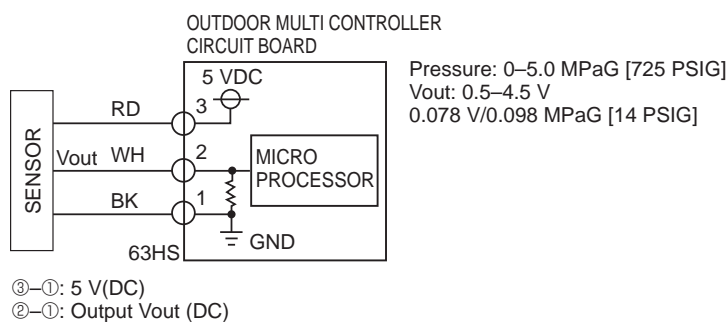 OUTDOOR MULTI CONTROLLER
CIRCUIT BOARD
Pressure: 0–5.0 MPaG [725 PSIG]
Vout: 0.5–4.5 V
0.078 V/0.098 MPaG [14 PSIG]
5 VDC
SENSOR
RD
3
Vout WH
2
MICRO
PROCESSOR
BK
1
GND
63HS
③–①: 5 V(DC)
②–①: Output Vout (DC)